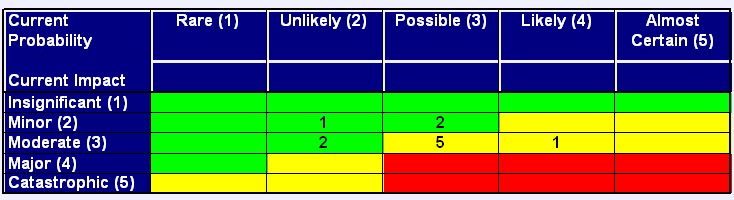 Current Probability Rare (1) Unlikely (2) Possible (3) Likely (4) Almost Certain (5)
Current Impact
Insignificant (1)
Minor (2) 1 2
Moderate (3) 2 5 1
Major (4)
Catastrophic (5)